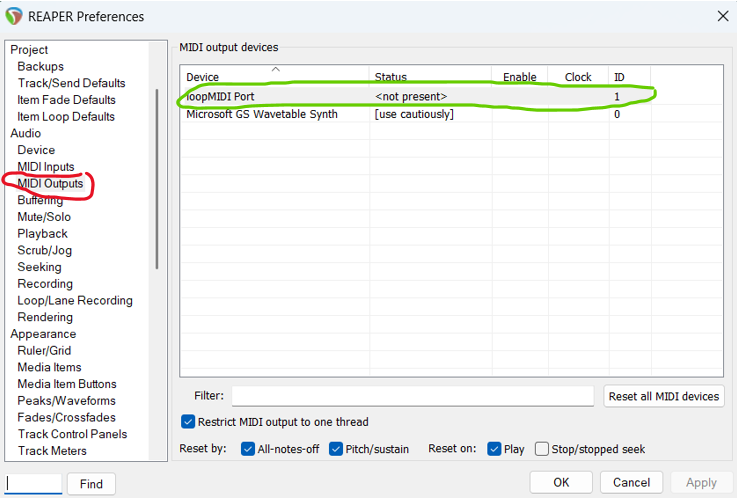 REAPER Preferences
Project
Backups
Track/Send Defaults
Item Fade Defaults
Item Loop Defaults
Audio
Device
MIDI Inputs
MIDI Outputs
Buffering
Mute/Solo
Playback
Scrub/Jog
Seeking
Recording
Loop/Lane Recording
Rendering
Appearance
Ruler/Grid
Media Items
Media Item Buttons
Peaks/Waveforms
Fades/Crossfades
Track Control Panels
Track Meters
Find
MIDI output devices
Device Status Enable Clock ID
loopMIDI Port <not present> 1
Microsoft GS Wavetable Synth [use cautiously] 0
Filter: Reset all MIDI devices
Restrict MIDI output to one thread
Reset by: All-notes-off Pitch/sustain Reset on: Play Stop/stopped seek
OK Cancel Apply